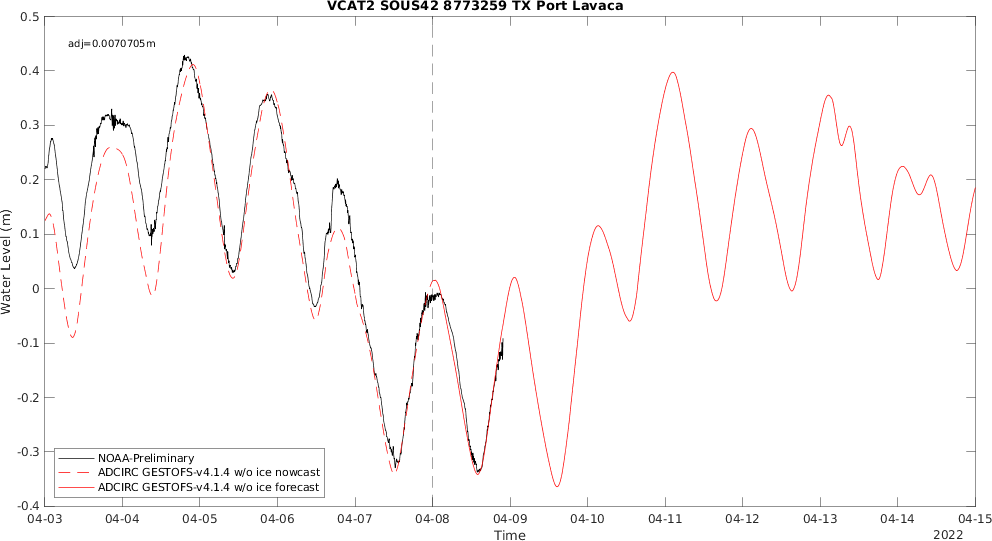 VCAT2 SOUS42 8773259 TX Port Lavaca
adj=0.0070705m
0.5
0.4
0.3
0.2
0.1
0
-0.1
-0.2
-0.3
-0.4
Water Level (m)
NOAA-Preliminary
ADCIRC GESTOFS-v4.1.4 w/o ice nowcast
ADCIRC GESTOFS-v4.1.4 w/o ice forecast
04-03 04-04 04-05 04-06 04-07 04-08 04-09 04-10 04-11 04-12 04-13 04-14 04-15
Time
2022